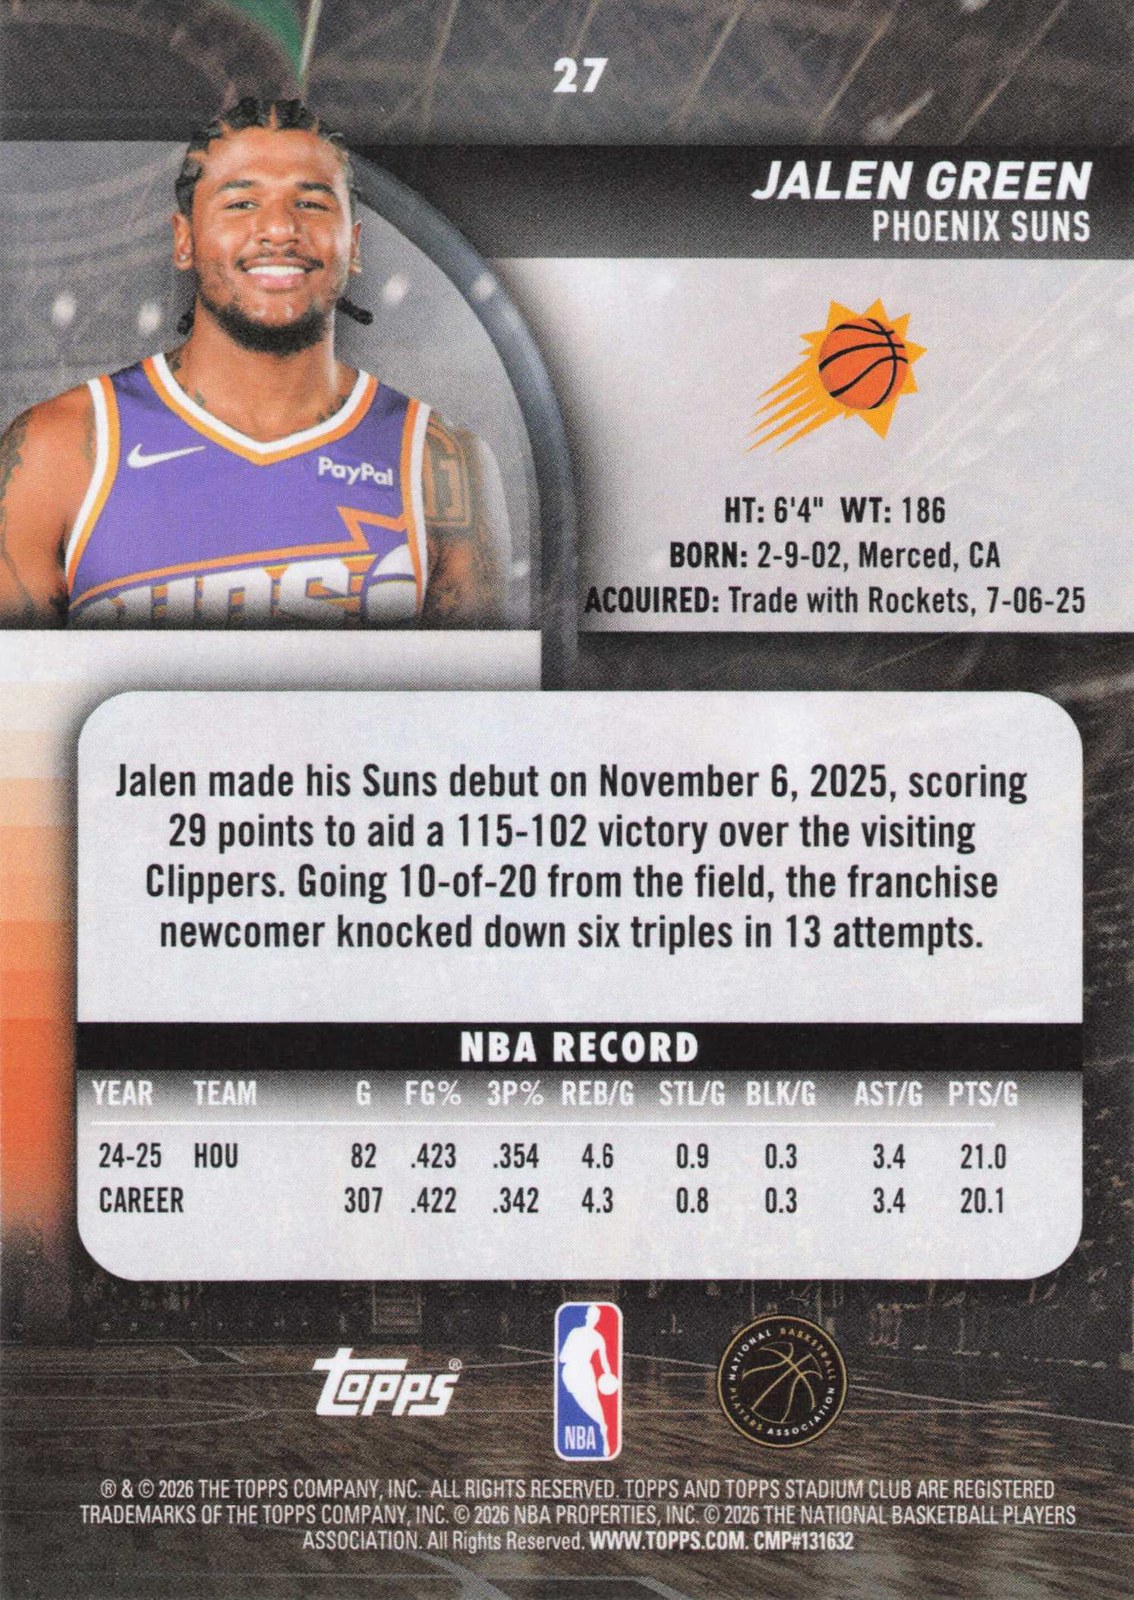 27
JALEN GREEN
PHOENIX SUNS
PayPal
SUNS
HT: 6'4" WT: 186
BORN: 2-9-02, Merced, CA
ACQUIRED: Trade with Rockets, 7-06-25
Jalen made his Suns debut on November 6, 2025, scoring
29 points to aid a 115-102 victory over the visiting
Clippers. Going 10-of-20 from the field, the franchise
newcomer knocked down six triples in 13 attempts.
NBA RECORD
YEAR TEAM G FG% 3P% REB/G STL/G BLK/G AST/G PTS/G
24-25 HOU 82 .423 .354 4.6 0.9 0.3 3.4 21.0
CAREER 307 .422 .342 4.3 0.8 0.3 3.4 20.1
topps®
NBA
NATIONAL BASKETBALL PLAYERS ASSOCIATION
® & © 2026 THE TOPPS COMPANY, INC. ALL RIGHTS RESERVED. TOPPS AND TOPPS STADIUM CLUB ARE REGISTERED
TRADEMARKS OF THE TOPPS COMPANY, INC. © 2026 NBA PROPERTIES, INC. © 2026 THE NATIONAL BASKETBALL PLAYERS
ASSOCIATION. All Rights Reserved. WWW.TOPPS.COM. CMP#131632